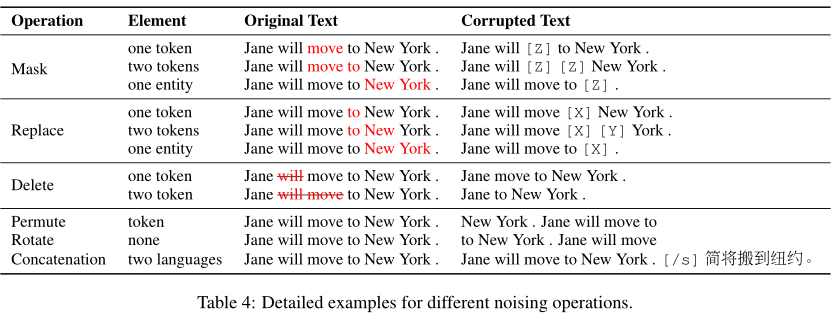 Operation Element Original Text Corrupted Text
one token Jane will move to New York . Jane will [Z] to New York .
Mask two tokens Jane will move to New York . Jane will [Z] [Z] New York .
one entity Jane will move to New York . Jane will move to [Z] .
one token Jane will move to New York . Jane will move [X] New York .
Replace two tokens Jane will move to New York . Jane will move [X] [Y] York .
one entity Jane will move to New York . Jane will move to [X] .
Delete one token Jane will move to New York . Jane move to New York .
two token Jane will move to New York . Jane to New York .
Permute token Jane will move to New York . New York . Jane will move to
Rotate none Jane will move to New York . to New York . Jane will move
Concatenation two languages Jane will move to New York . Jane will move to New York . [/s] 简将搬到纽约。
Table 4: Detailed examples for different noising operations.